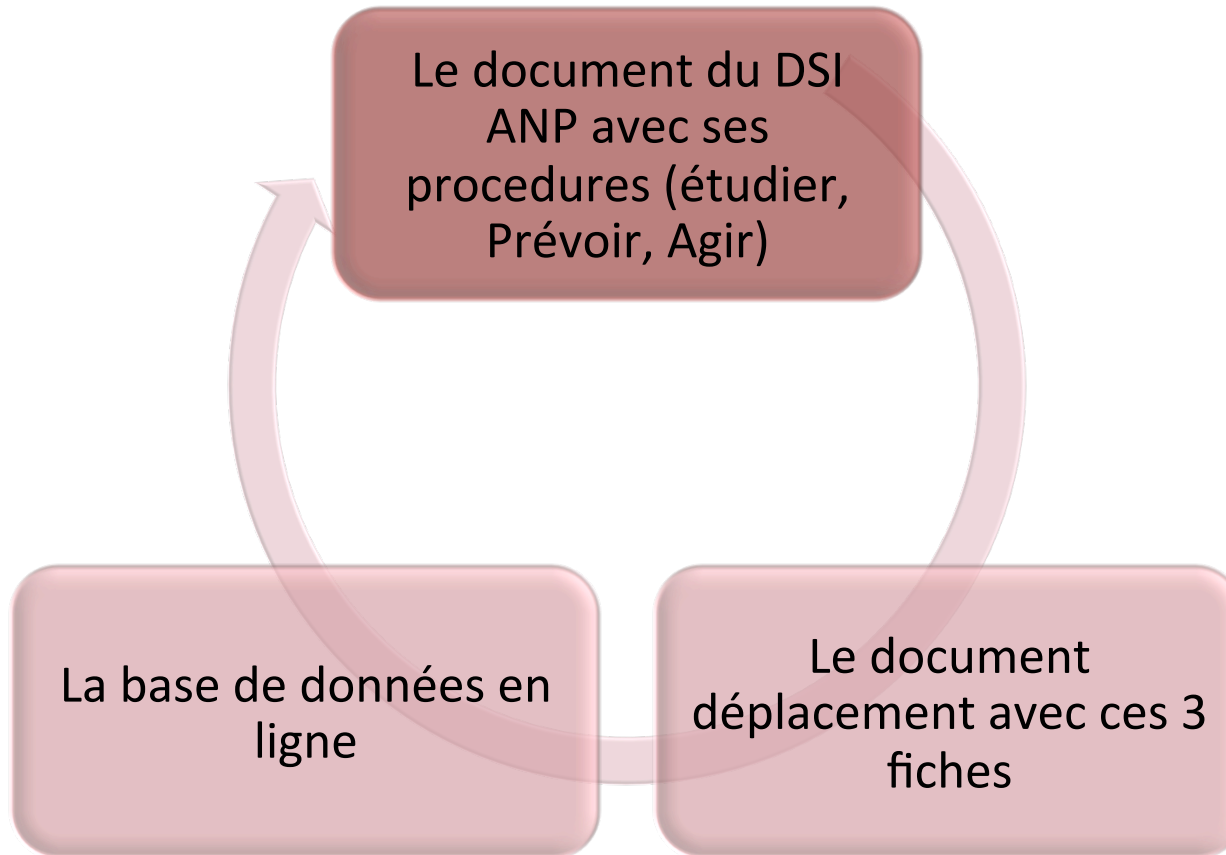 Le document du DSI
ANP avec ses
procedures (étudier,
Prévoir, Agir)
Le document
déplacement avec ces 3
fiches
La base de données en
ligne